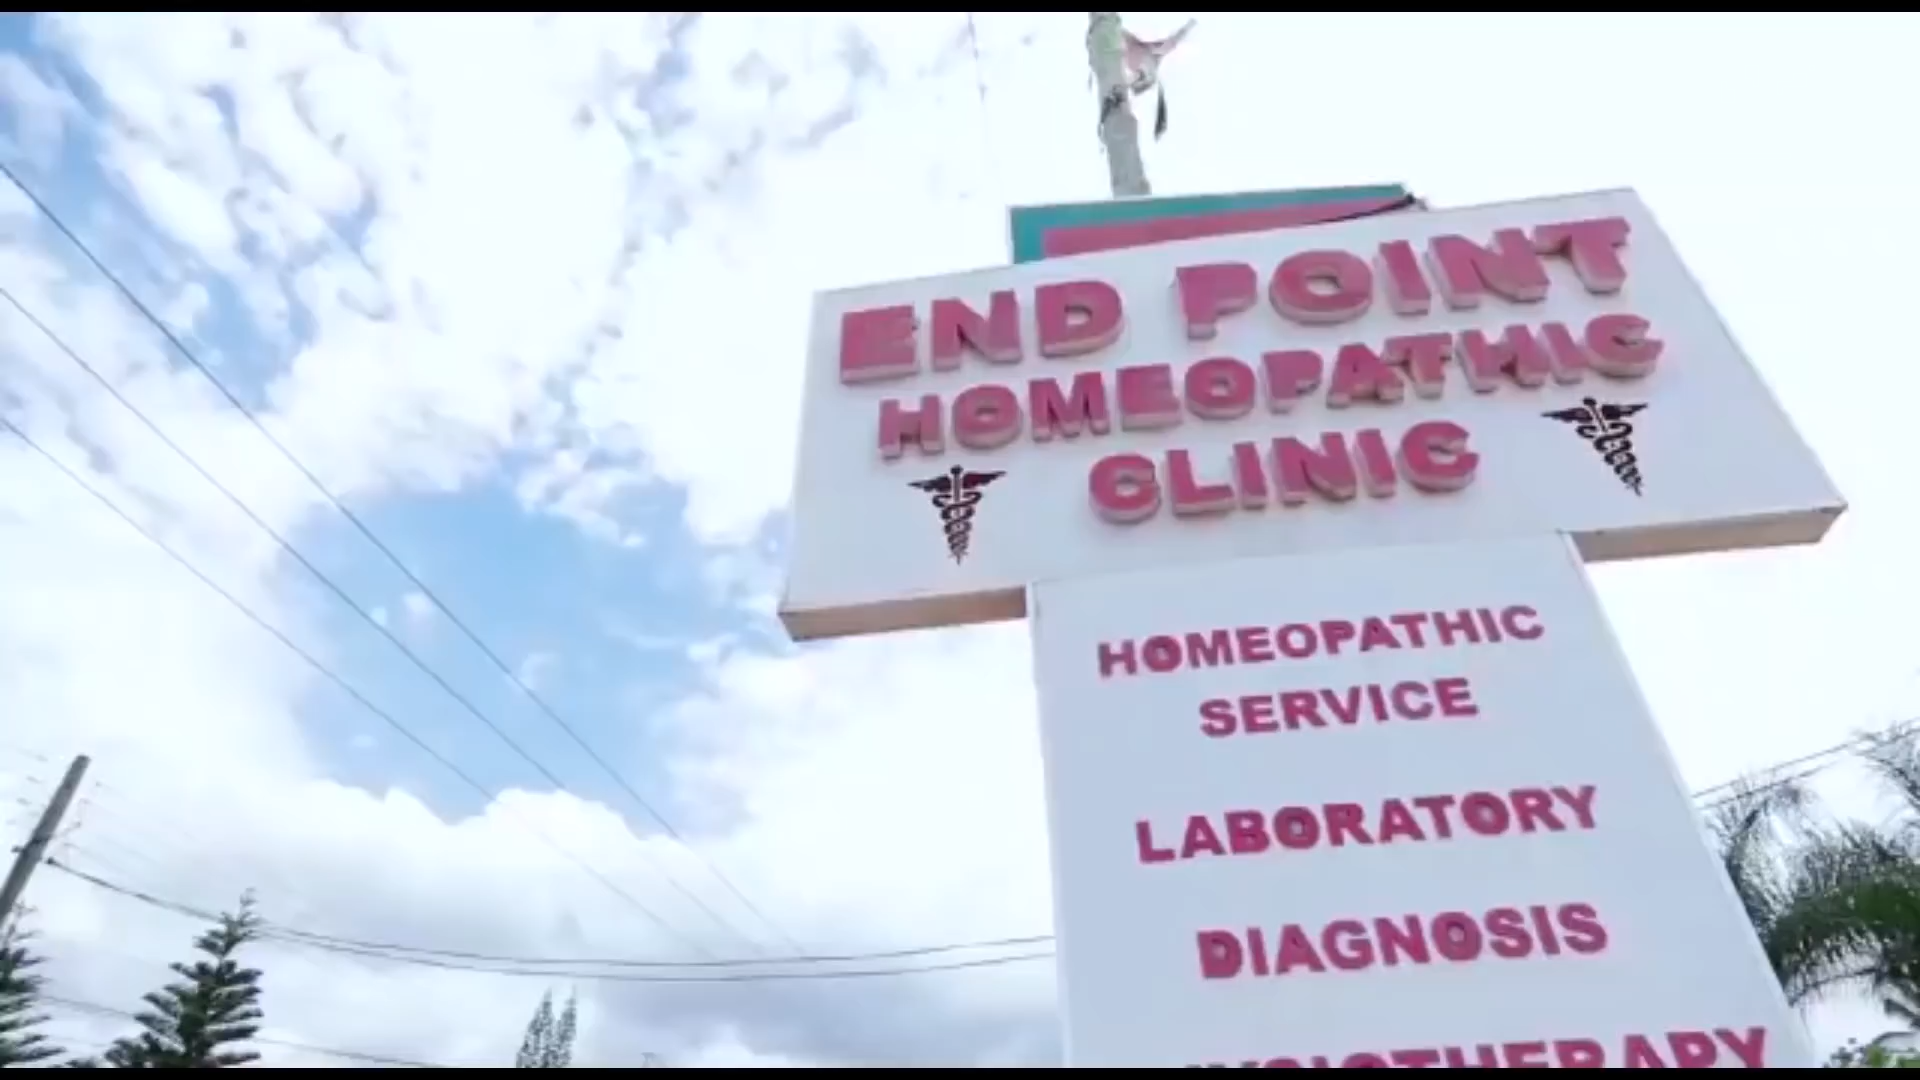 END POINT
HOMEOPATHIC
CLINIC
HOMEOPATHIC
SERVICE
LABORATORY
DIAGNOSIS